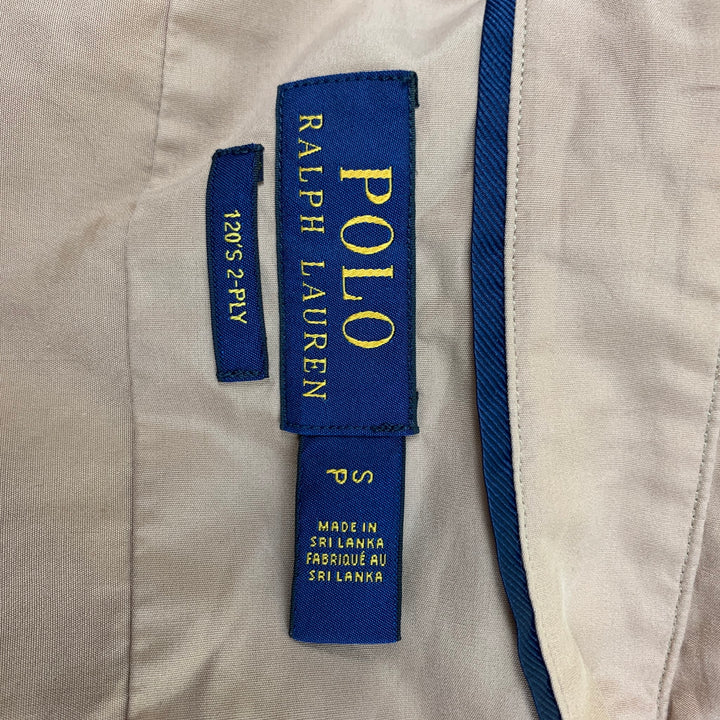 POLO
RALPH LAUREN
120'S 2-PLY
S
P
MADE IN
SRI LANKA
FABRIQUÉ AU
SRI LANKA